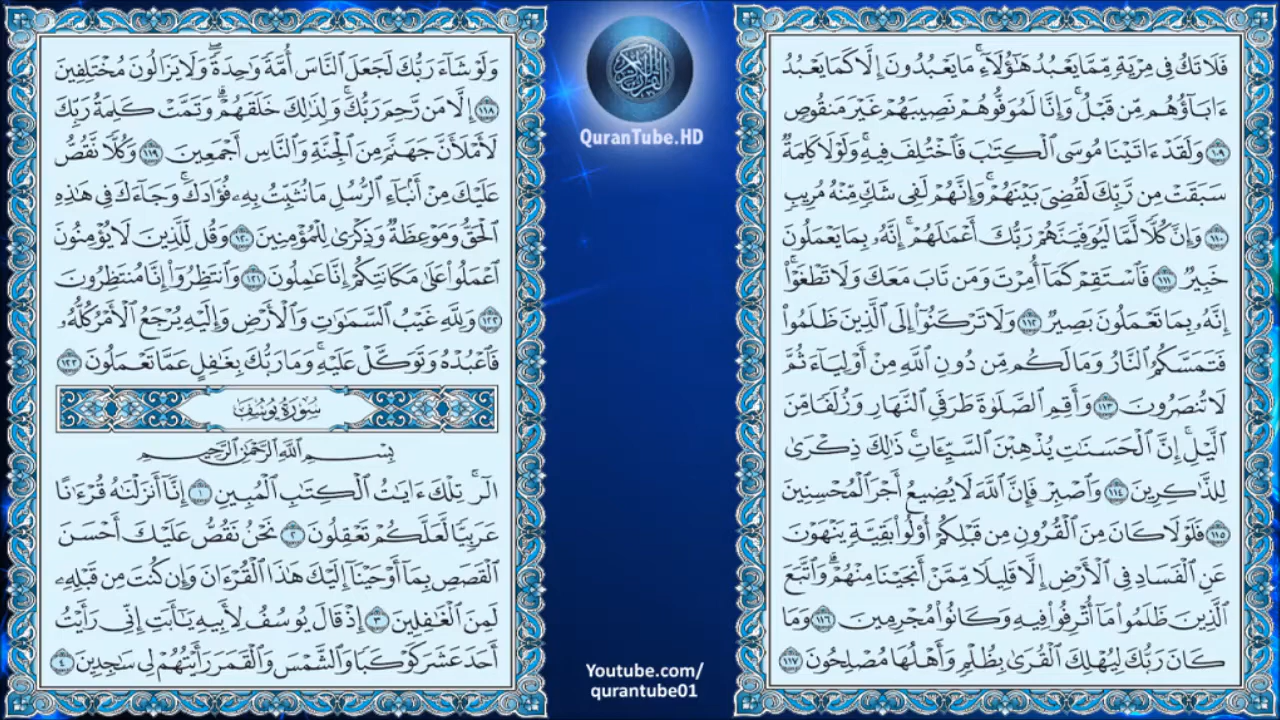 فَلَا تَكُ فِى مِرْيَةٍ مِّمَّا يَعْبُدُ هَٰٓؤُلَآءِ ۚ مَا يَعْبُدُونَ إِلَّا كَمَا يَعْبُدُ
ءَابَآؤُهُم مِّن قَبْلُ ۚ وَإِنَّا لَمُوَفُّوهُمْ نَصِيبَهُمْ غَيْرَ مَنقُوصٍ
١٠٩ وَلَقَدْ ءَاتَيْنَا مُوسَى ٱلْكِتَٰبَ فَٱخْتُلِفَ فِيهِ ۚ وَلَوْلَا كَلِمَةٌ
سَبَقَتْ مِن رَّبِّكَ لَقُضِىَ بَيْنَهُمْ ۚ وَإِنَّهُمْ لَفِى شَكٍّ مِّنْهُ مُرِيبٍ
١١٠ وَإِنَّ كُلًّا لَّمَّا لَيُوَفِّيَنَّهُمْ رَبُّكَ أَعْمَٰلَهُمْ ۚ إِنَّهُۥ بِمَا يَعْمَلُونَ
خَبِيرٌ ١١١ فَٱسْتَقِمْ كَمَآ أُمِرْتَ وَمَن تَابَ مَعَكَ وَلَا تَطْغَوْا۟ ۚ
إِنَّهُۥ بِمَا تَعْمَلُونَ بَصِيرٌ ١١٢ وَلَا تَرْكَنُوٓا۟ إِلَى ٱلَّذِينَ ظَلَمُوا۟
فَتَمَسَّكُمُ ٱلنَّارُ وَمَا لَكُم مِّن دُونِ ٱللَّهِ مِنْ أَوْلِيَآءَ ثُمَّ
لَا تُنصَرُونَ ١١٣ وَأَقِمِ ٱلصَّلَوٰةَ طَرَفَىِ ٱلنَّهَارِ وَزُلَفًا مِّنَ
ٱلَّيْلِ ۚ إِنَّ ٱلْحَسَنَٰتِ يُذْهِبْنَ ٱلسَّيِّـَٔاتِ ۚ ذَٰلِكَ ذِكْرَىٰ
لِلذَّٰكِرِينَ ١١٤ وَٱصْبِرْ فَإِنَّ ٱللَّهَ لَا يُضِيعُ أَجْرَ ٱلْمُحْسِنِينَ
١١٥ فَلَوْلَا كَانَ مِنَ ٱلْقُرُونِ مِن قَبْلِكُمْ أُو۟لُوا۟ بَقِيَّةٍ يَنْهَوْنَ
عَنِ ٱلْفَسَادِ فِى ٱلْأَرْضِ إِلَّا قَلِيلًا مِّمَّنْ أَنجَيْنَا مِنْهُمْ ۗ وَٱتَّبَعَ
ٱلَّذِينَ ظَلَمُوا۟ مَآ أُتْرِفُوا۟ فِيهِ وَكَانُوا۟ مُجْرِمِينَ ١١٦ وَمَا
كَانَ رَبُّكَ لِيُهْلِكَ ٱلْقُرَىٰ بِظُلْمٍ وَأَهْلُهَا مُصْلِحُونَ ١١٧
القرآن الكريم
QuranTube.HD
Youtube.com/
qurantube01
وَلَوْ شَآءَ رَبُّكَ لَجَعَلَ ٱلنَّاسَ أُمَّةً وَٰحِدَةً ۖ وَلَا يَزَالُونَ مُخْتَلِفِينَ
١١٨ إِلَّا مَن رَّحِمَ رَبُّكَ ۚ وَلِذَٰلِكَ خَلَقَهُمْ ۗ وَتَمَّتْ كَلِمَةُ رَبِّكَ
لَأَمْلَأَنَّ جَهَنَّمَ مِنَ ٱلْجِنَّةِ وَٱلنَّاسِ أَجْمَعِينَ ١١٩ وَكُلًّا نَّقُصُّ
عَلَيْكَ مِنْ أَنۢبَآءِ ٱلرُّسُلِ مَا نُثَبِّتُ بِهِۦ فُؤَادَكَ ۚ وَجَآءَكَ فِى هَٰذِهِ
ٱلْحَقُّ وَمَوْعِظَةٌ وَذِكْرَىٰ لِلْمُؤْمِنِينَ ١٢٠ وَقُل لِّلَّذِينَ لَا يُؤْمِنُونَ
ٱعْمَلُوا۟ عَلَىٰ مَكَانَتِكُمْ إِنَّا عَٰمِلُونَ ١٢١ وَٱنتَظِرُوٓا۟ إِنَّا مُنتَظِرُونَ
١٢٢ وَلِلَّهِ غَيْبُ ٱلسَّمَٰوَٰتِ وَٱلْأَرْضِ وَإِلَيْهِ يُرْجَعُ ٱلْأَمْرُ كُلُّهُۥ
فَٱعْبُدْهُ وَتَوَكَّلْ عَلَيْهِ ۚ وَمَا رَبُّكَ بِغَٰفِلٍ عَمَّا تَعْمَلُونَ ١٢٣
سُورَةُ يُوسُفَ
بِسْمِ ٱللَّهِ ٱلرَّحْمَٰنِ ٱلرَّحِيمِ
الٓر ۚ تِلْكَ ءَايَٰتُ ٱلْكِتَٰبِ ٱلْمُبِينِ ١ إِنَّآ أَنزَلْنَٰهُ قُرْءَٰنًا
عَرَبِيًّا لَّعَلَّكُمْ تَعْقِلُونَ ٢ نَحْنُ نَقُصُّ عَلَيْكَ أَحْسَنَ
ٱلْقَصَصِ بِمَآ أَوْحَيْنَآ إِلَيْكَ هَٰذَا ٱلْقُرْءَانَ وَإِن كُنتَ مِن قَبْلِهِۦ
لَمِنَ ٱلْغَٰفِلِينَ ٣ إِذْ قَالَ يُوسُفُ لِأَبِيهِ يَٰٓأَبَتِ إِنِّى رَأَيْتُ
أَحَدَ عَشَرَ كَوْكَبًا وَٱلشَّمْسَ وَٱلْقَمَرَ رَأَيْتُهُمْ لِى سَٰجِدِينَ ٤